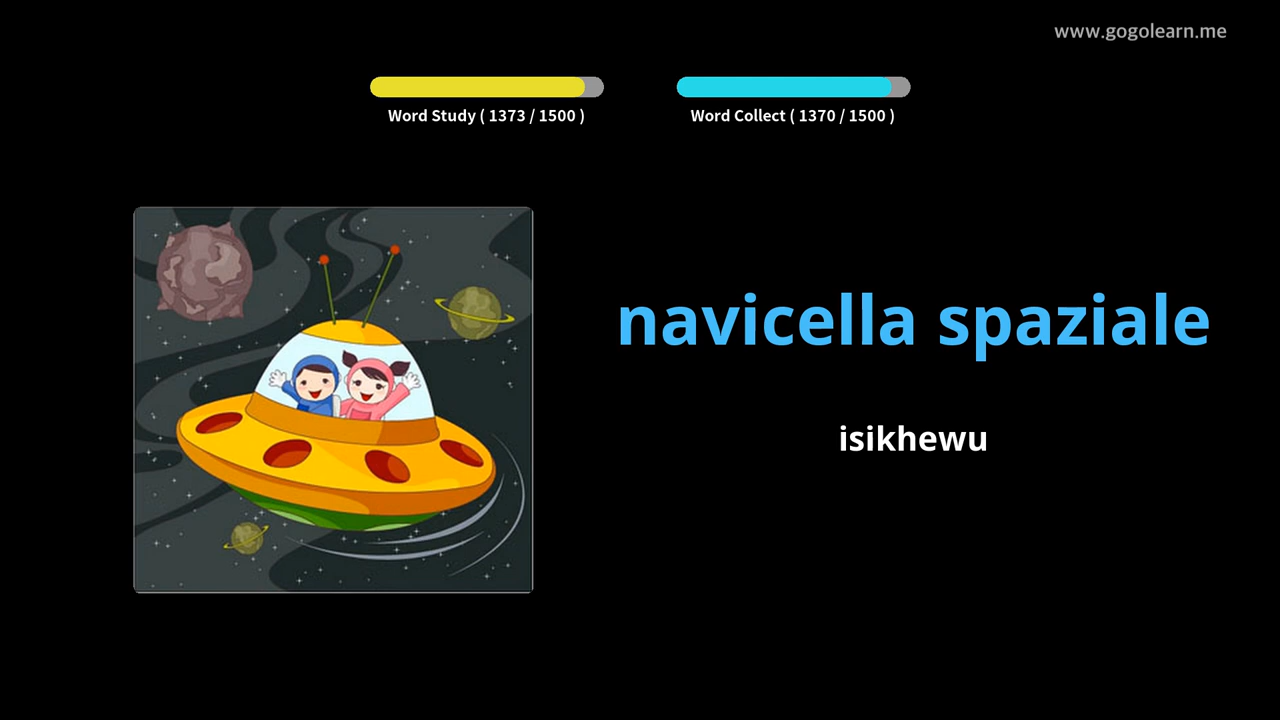 www.gogolearn.me
Word Study ( 1373 / 1500 )
Word Collect ( 1370 / 1500 )
navicella spaziale
isikhewu